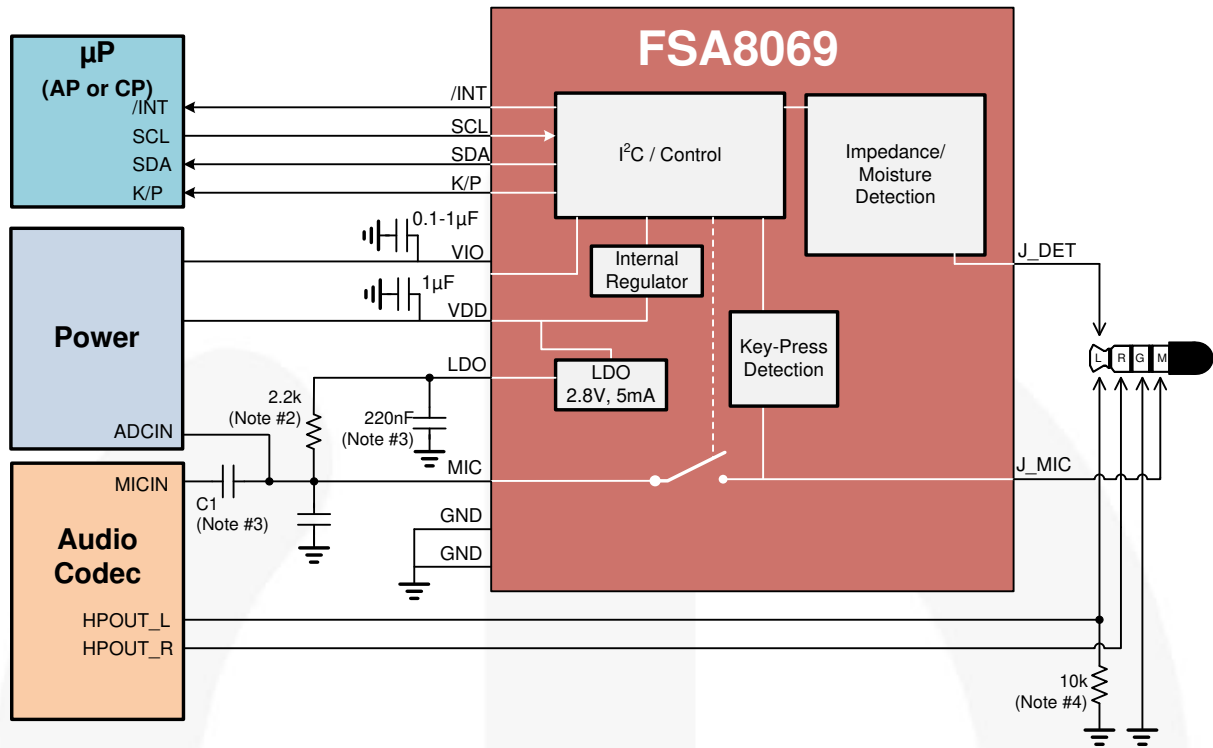 FSA8069
µP
(AP or CP)
/INT
SCL
SDA
K/P
/INT
SCL
SDA
K/P
I²C / Control
Impedance/
Moisture
Detection
0.1-1µF
VIO
1µF
VDD
Internal
Regulator
J_DET
Power
LDO
LDO
2.8V, 5mA
Key-Press
Detection
L R G M
2.2k
(Note #2)
220nF
(Note #3)
ADCIN
MICIN
MIC
J_MIC
C1
(Note #3)
GND
GND
Audio
Codec
HPOUT_L
HPOUT_R
10k
(Note #4)